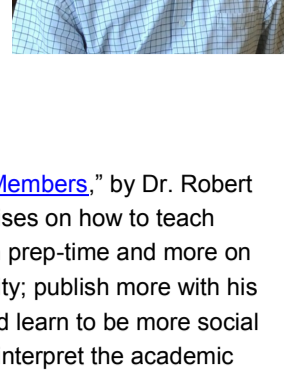 Members,” by Dr. Robert
ses on how to teach
prep-time and more on
ty; publish more with his
d learn to be more social
nterpret the academic